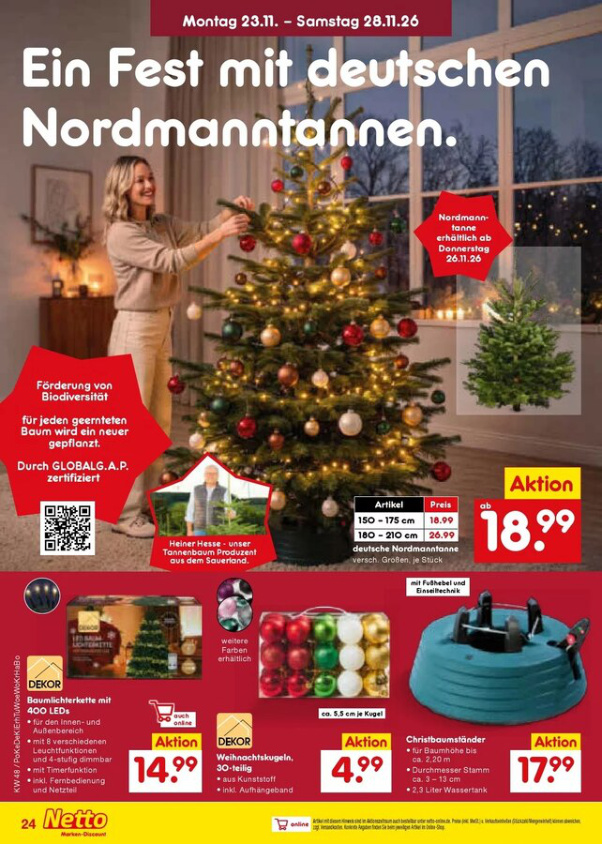 Montag 23.11. – Samstag 28.11.26
Ein Fest mit deutschen
Nordmanntannen.
Nordmann-
tanne
erhältlich ab
Donnerstag
26.11.26
Förderung von
Biodiversität
für jeden geernteten
Baum wird ein neuer
gepflanzt.
Durch GLOBALG.A.P.
zertifiziert
Heiner Hesse - unser
Tannenbaum Produzent
aus dem Sauerland.
Artikel Preis
150 – 175 cm 18.99
180 – 210 cm 26.99
deutsche Nordmanntanne
versch. Größen, je Stück
Aktion
ab
18.99
DEKOR
LED-BAUM-
LICHTERKETTE
DEKOR
Baumlichterkette mit
400 LEDs
• für den Innen- und
Außenbereich
• mit 8 verschiedenen
Leuchtfunktionen
und 4-stufig dimmbar
• mit Timerfunktion
• inkl. Fernbedienung
und Netzteil
auch
online
Aktion
14.99
weitere
Farben
erhältlich
ca. 5,5 cm je Kugel
DEKOR
Weihnachtskugeln,
30-teilig
• aus Kunststoff
• inkl. Aufhängeband
Aktion
4.99
mit Fußhebel und
Einseiltechnik
Christbaumständer
• für Baumhöhe bis
ca. 2,20 m
• Durchmesser Stamm
ca. 3 – 13 cm
• 2,3 Liter Wassertank
Aktion
17.99
24
Netto
Marken-Discount
online